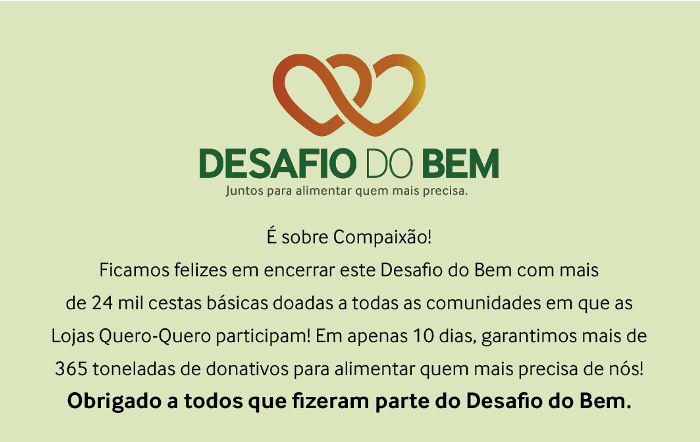 DESAFIO DO BEM
Juntos para alimentar quem mais precisa.
É sobre Compaixão!
Ficamos felizes em encerrar este Desafio do Bem com mais
de 24 mil cestas básicas doadas a todas as comunidades em que as
Lojas Quero-Quero participam! Em apenas 10 dias, garantimos mais de
365 toneladas de donativos para alimentar quem mais precisa de nós!
Obrigado a todos que fizeram parte do Desafio do Bem.